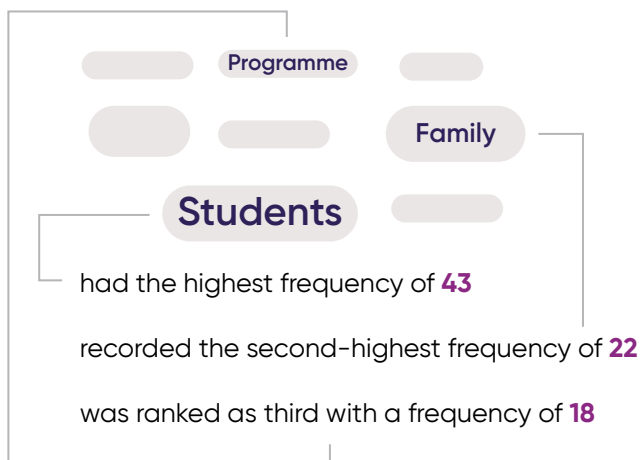 Programme
Family
Students
had the highest frequency of 43
recorded the second-highest frequency of 22
was ranked as third with a frequency of 18